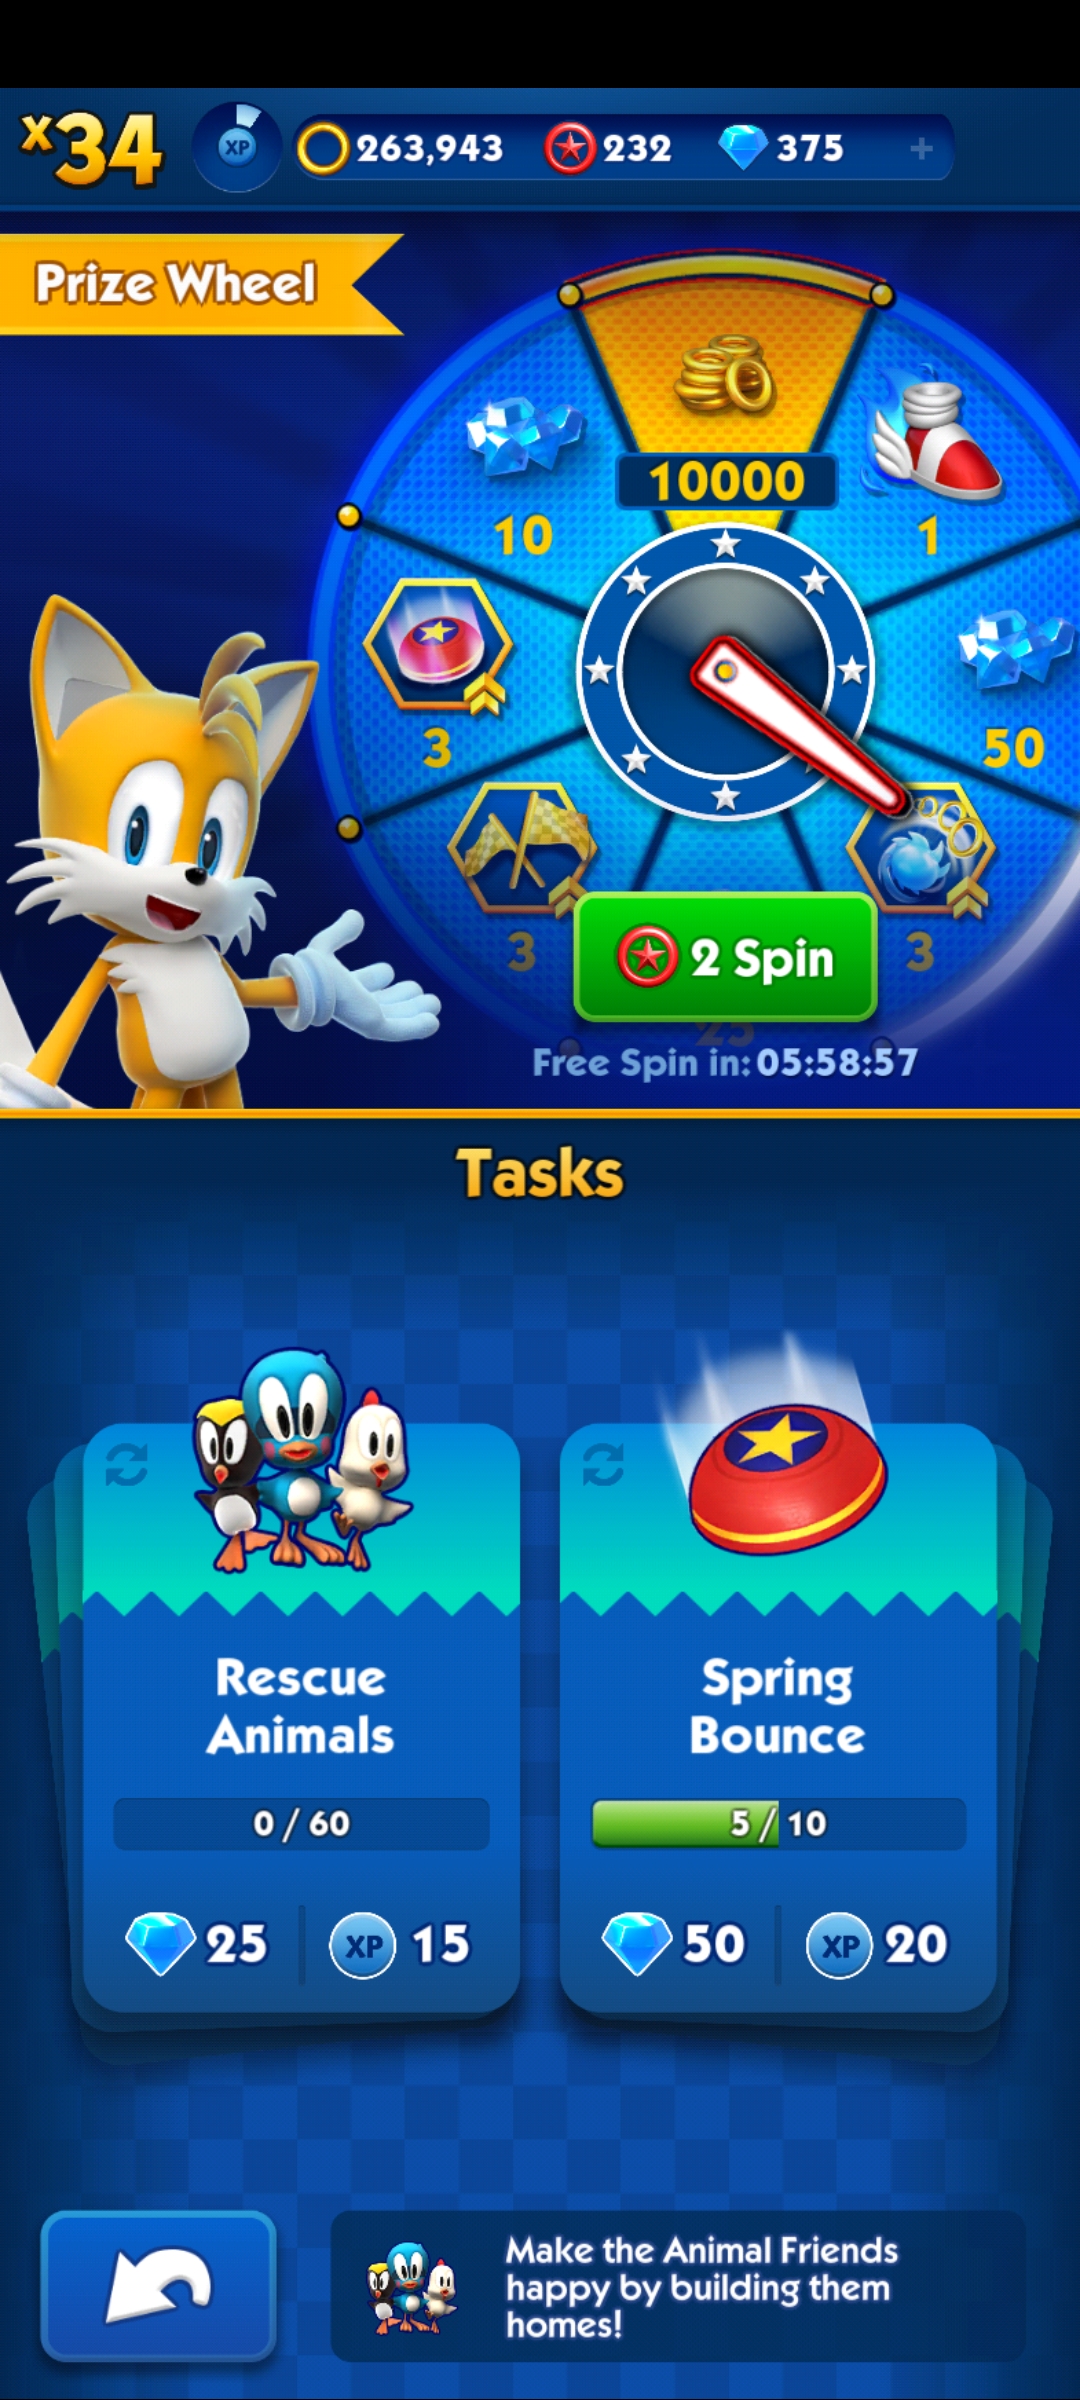 x34
XP
263,943
232
375
+
Prize Wheel
10000
10
1
3
50
3
3
2 Spin
25
Free Spin in: 05:58:57
Tasks
Rescue
Animals
0 / 60
25
XP
15
Spring
Bounce
5 / 10
50
XP
20
Make the Animal Friends
happy by building them
homes!